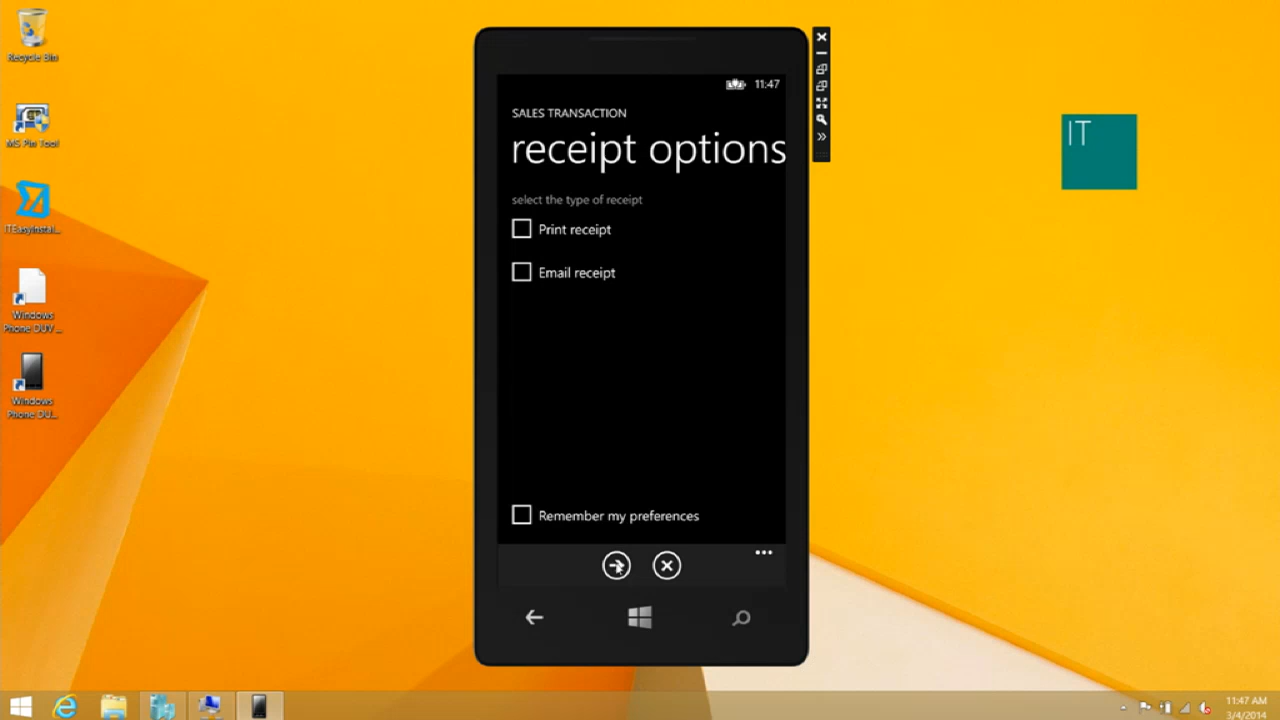 Recycle Bin
MS Pin Tool
ITEasyInstal...
Windows
Phone DUV ...
Windows
Phone DU...
11:47
SALES TRANSACTION
receipt options
select the type of receipt
Print receipt
Email receipt
Remember my preferences
IT
11:47 AM
3/4/2014